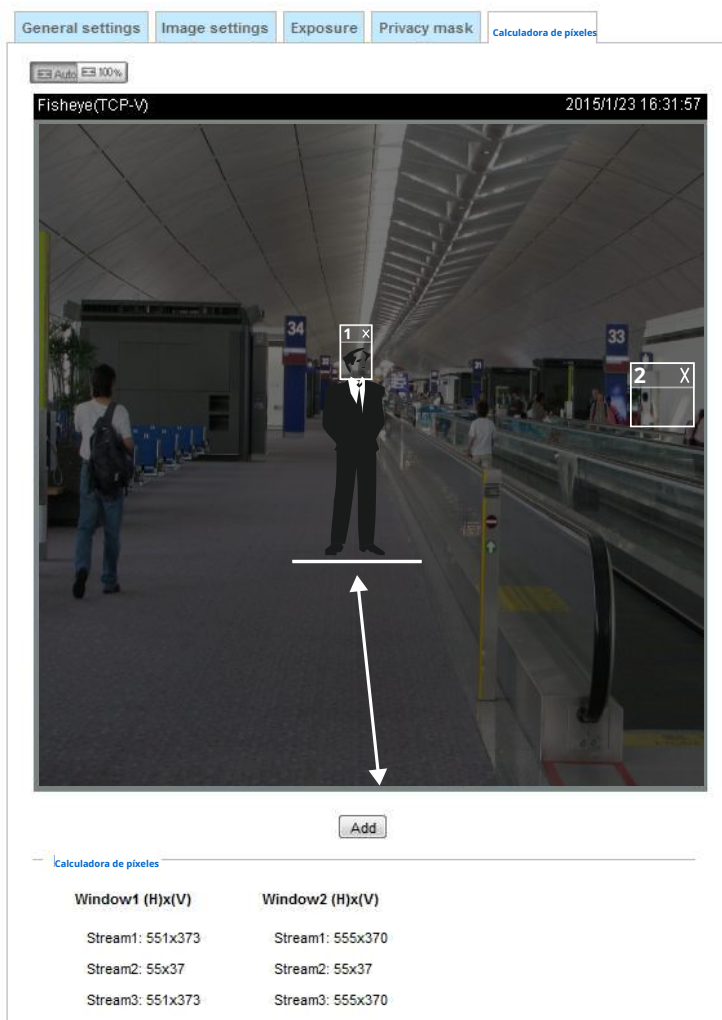 General settings Image settings Exposure Privacy mask Calculadora de píxeles
Auto 100%
Fisheye(TCP-V) 2015/1/23 16:31:57
34
1 X
33
2 X
Add
Calculadora de píxeles
Window1 (H)x(V) Window2 (H)x(V)
Stream1: 551x373 Stream1: 555x370
Stream2: 55x37 Stream2: 55x37
Stream3: 551x373 Stream3: 555x370